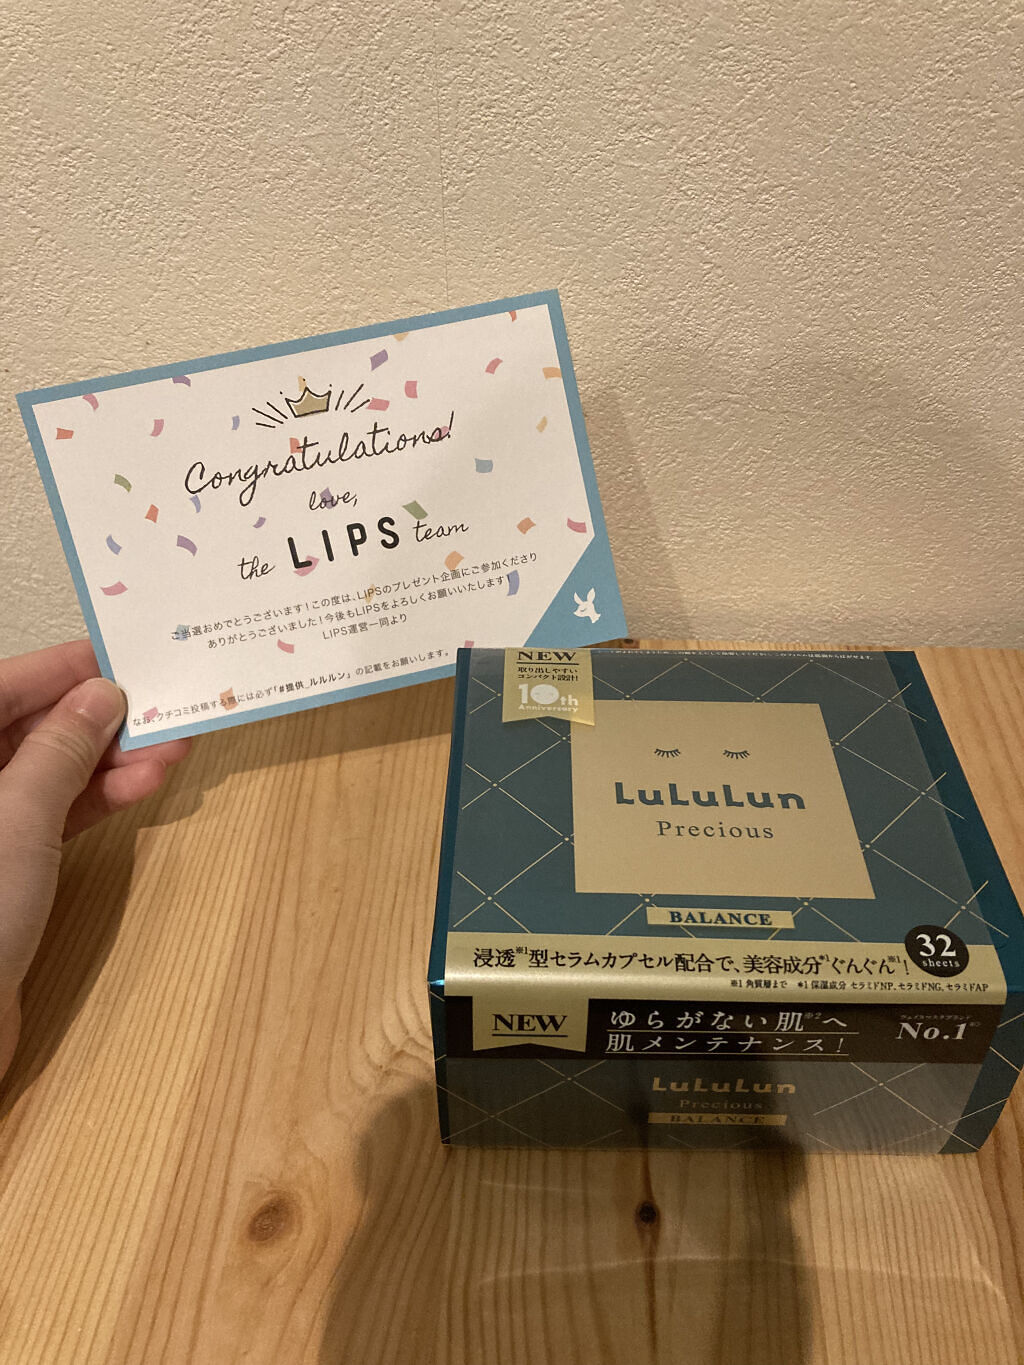 Congratulations!
love,
the LIPS team
ご当選おめでとうございます！この度は、LIPSのプレゼント企画にご参加くださり
ありがとうございました！今後もLIPSをよろしくお願いいたします！
LIPS運営一同より
なお、クチコミ投稿する際には必ず「#提供_ルルルン」の記載をお願いします。
NEW
取り出しやすい
コンパクト設計！
10th
Anniversary
LuLuLun
Precious
BALANCE
32
sheets
浸透※1型セラムカプセル配合で、美容成分*1ぐんぐん※1！
※1 角質層まで ＊1 保湿成分 セラミドNP、セラミドNG、セラミドAP
NEW
ゆらがない肌※2へ
肌メンテナンス！
フェイスマスクブランド
No.1
LuLuLun
Precious
BALANCE